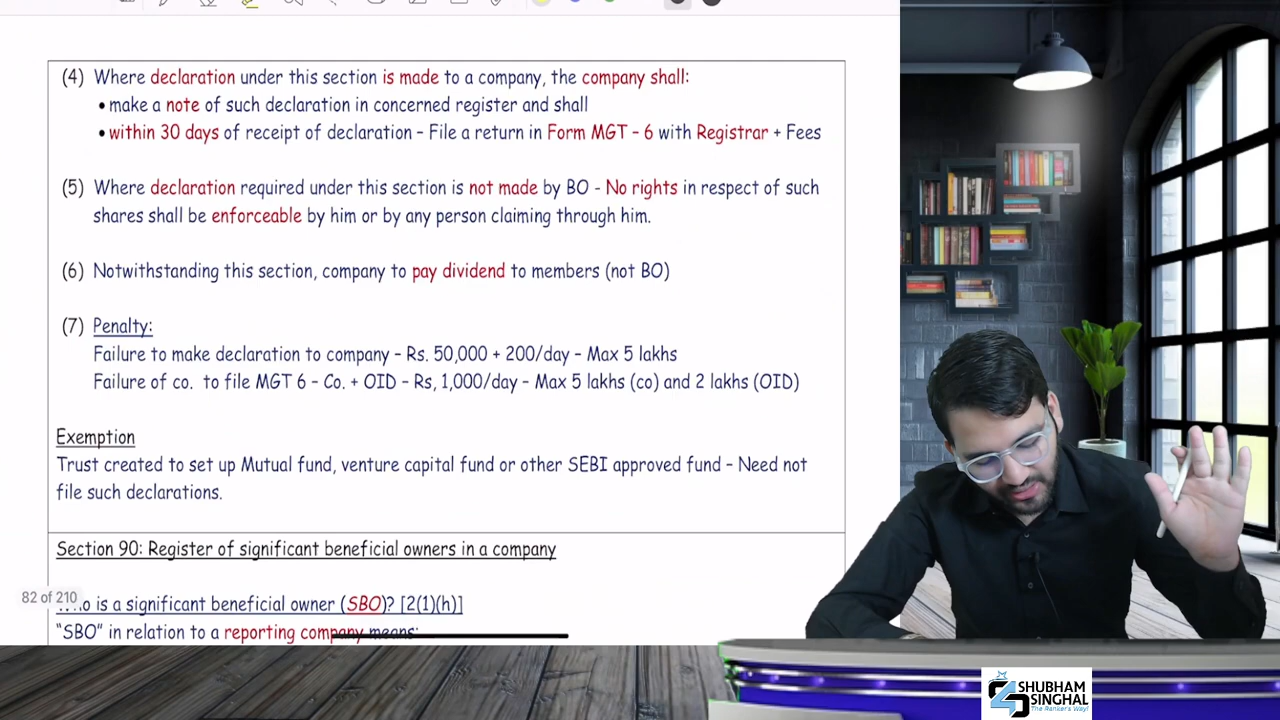 (4) Where declaration under this section is made to a company, the company shall:
• make a note of such declaration in concerned register and shall
• within 30 days of receipt of declaration – File a return in Form MGT – 6 with Registrar + Fees
(5) Where declaration required under this section is not made by BO - No rights in respect of such
shares shall be enforceable by him or by any person claiming through him.
(6) Notwithstanding this section, company to pay dividend to members (not BO)
(7) Penalty:
Failure to make declaration to company – Rs. 50,000 + 200/day – Max 5 lakhs
Failure of co. to file MGT 6 – Co. + OID – Rs, 1,000/day – Max 5 lakhs (co) and 2 lakhs (OID)
Exemption
Trust created to set up Mutual fund, venture capital fund or other SEBI approved fund – Need not
file such declarations.
Section 90: Register of significant beneficial owners in a company
82 of 210
Who is a significant beneficial owner (SBO)? [2(1)(h)]
“SBO” in relation to a reporting company means:
SHUBHAM
SINGHAL
The Ranker's Way!